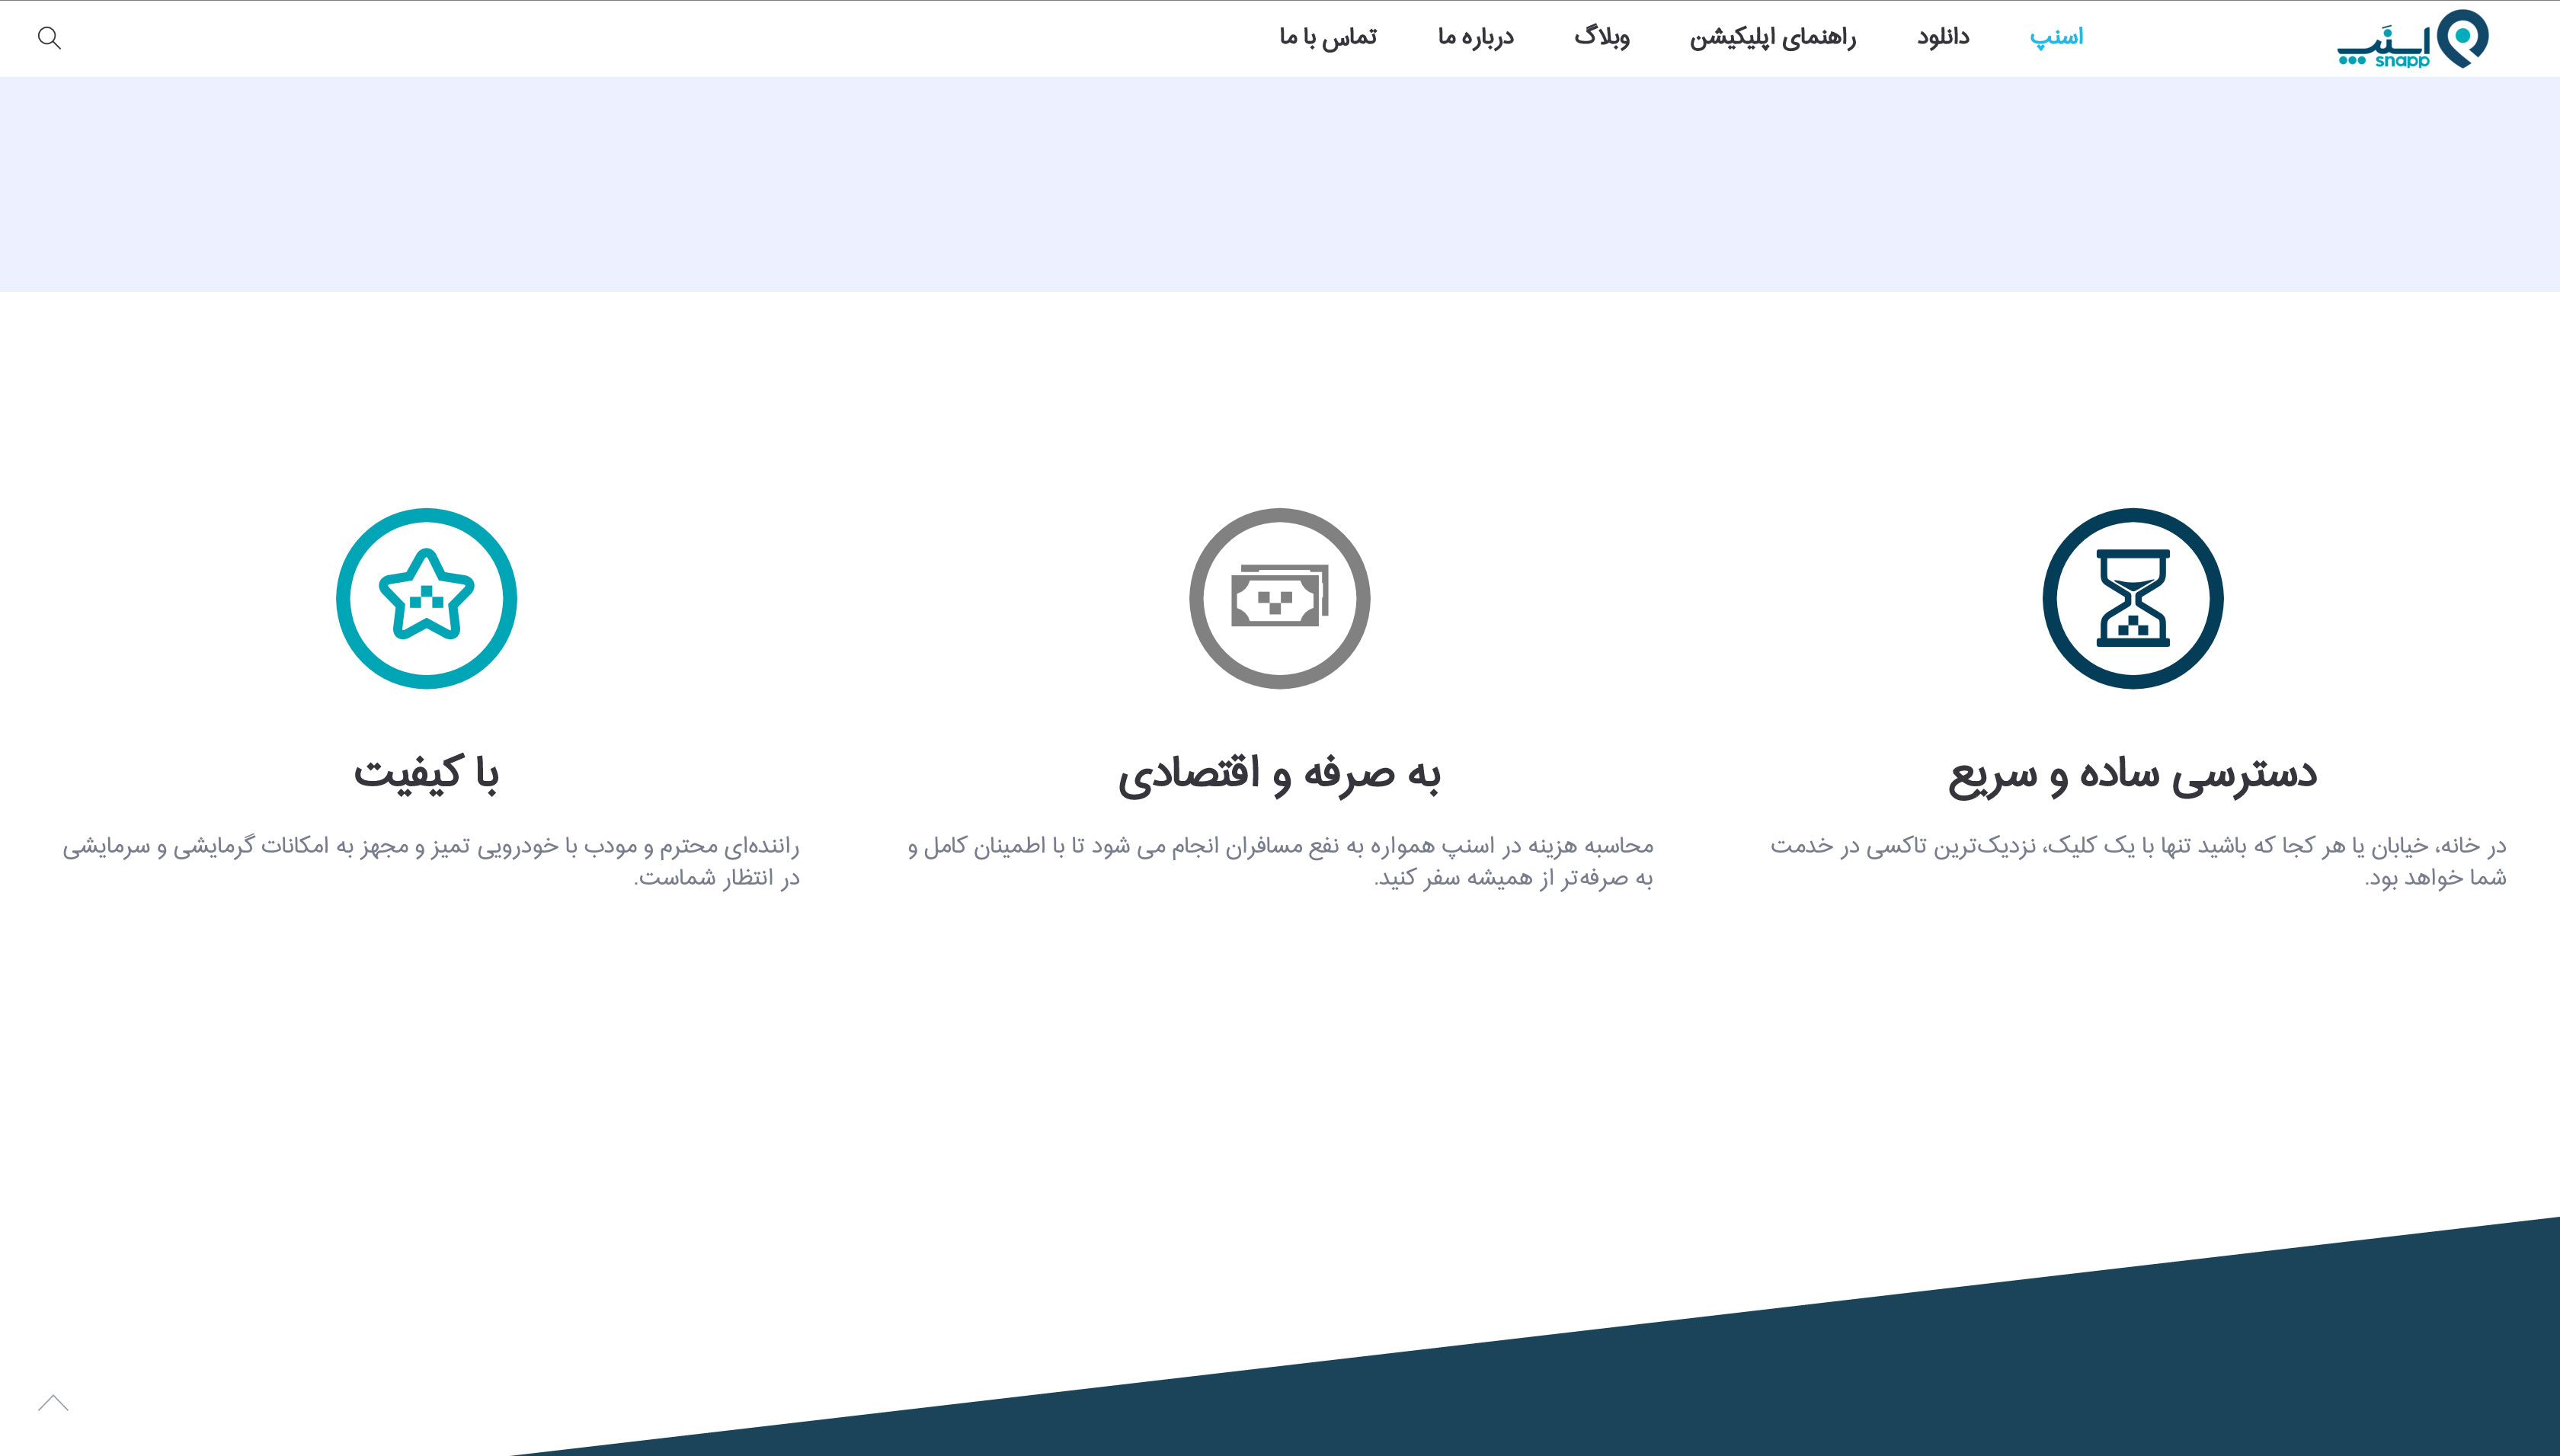 اسنپ
snapp
اسنپ
دانلود
راهنمای اپلیکیشن
وبلاگ
درباره ما
تماس با ما
دسترسی ساده و سریع
در خانه، خیابان یا هر کجا که باشید تنها با یک کلیک، نزدیک‌ترین تاکسی در خدمت
شما خواهد بود.
به صرفه و اقتصادی
محاسبه هزینه در اسنپ همواره به نفع مسافران انجام می شود تا با اطمینان کامل و
به صرفه‌تر از همیشه سفر کنید.
با کیفیت
راننده‌ای محترم و مودب با خودرویی تمیز و مجهز به امکانات گرمایشی و سرمایشی
در انتظار شماست.